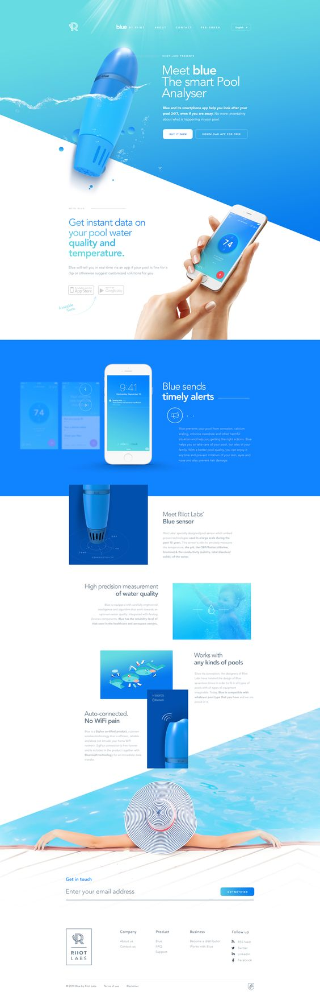 blue BY RIIOT ABOUT CONTACT PRE-ORDER English
RIIOT LABS PRESENTS
Meet blue
The smart Pool
Analyser
Blue and its smartphone app help you look after your
pool 24/7, even if you are away. No more uncertainty
about what is happening in your pool.
BUY IT NOW DOWNLOAD APP FOR FREE
blue
WITH BLUE
Get instant data on
your pool water
quality and
temperature.
Blue will tell you in real-time via an app if your pool is fine for a
dip or otherwise suggest customized solutions for you.
App Store Google play
Available
Soon
7.4
9:41
Wednesday, September 10
7.4
Blue sends
timely alerts
Blue prevents your pool from corrosion, calcium
scaling, chlorine overdose and other harmful
situation and help you getting the right actions. Blue
helps you to take care of your pool, but also of your
family. With a better pool quality, you can enjoy it
anytime and prevent irritation of your skin, eyes and
nose and also prevent hair damage.
blue
ORP
PH
TEMP
CONDUCTIVITY
Meet Riiot Labs'
Blue sensor
Riiot Labs' specially designed pool sensor which embed
proven technologies used in a large scale during the
past 10 years. This sensor is able to precisely measures
the temperature, the pH, the ORP/Redox (chlorine,
bromine) & the conductivity (salinity, total dissolved
solids) of the water.
High precision measurement
of water quality
Blue is equipped with carefully engineered
intelligence and algorithm that work towards an
optimum water quality. Integrated with Analog
Devices components, Blue has the reliability level of
that used in the healthcare and aerospace sectors.
Works with
any kinds of pools
Since its conception, the designers of Riiot
Labs have iterated the design of Blue
seventeen times in order to fit in all types of
pools with all types of equipment
imaginable. Today, Blue is compatible with
whatever pool type that you have and we are
proof of it.
SIGFOX
Bluetooth
Auto-connected.
No WiFi pain
Blue is a Sigfox certified product, a proven
wireless technology that is efficient, reliable
and does not intrude your home WiFi
network. SigFox connection is free forever
and is included in the product together with
Bluetooth technology for an immediate data
transfer.
blue
Get in touch
Enter your email address
GET NOTIFIED
RIIOT
LABS
Company
About us
Contact us
Product
Blue
FAQ
Support
Business
Become a distributor
Works with Blue
Follow up
RSS feed
Twitter
LinkedIn
Facebook
© 2015 Blue by Riiot Labs Terms of use Disclaimer